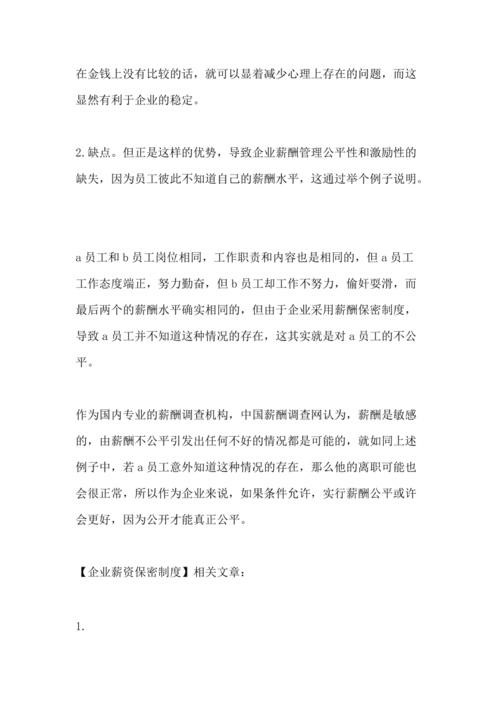 在金钱上没有比较的话，就可以显着减少心理上存在的问题，而这
显然有利于企业的稳定。
2.缺点。但正是这样的优势，导致企业薪酬管理公平性和激励性的
缺失，因为员工彼此不知道自己的薪酬水平，这通过举个例子说明。
a 员工和 b 员工岗位相同，工作职责和内容也是相同的，但 a 员工
工作态度端正，努力勤奋，但 b 员工却工作不努力，偷奸耍滑，而
最后两个的薪酬水平确实相同的，但由于企业采用薪酬保密制度，
导致 a 员工并不知道这种情况的存在，这其实就是对 a 员工的不公
平。
作为国内专业的薪酬调查机构，中国薪酬调查网认为，薪酬是敏感
的，由薪酬不公平引发出任何不好的情况都是可能的，就如同上述
例子中，若 a 员工意外知道这种情况的存在，那么他的离职可能也
会很正常，所以作为企业来说，如果条件允许，实行薪酬公平或许
会更好，因为公开才能真正公平。
【企业薪资保密制度】相关文章：
1.